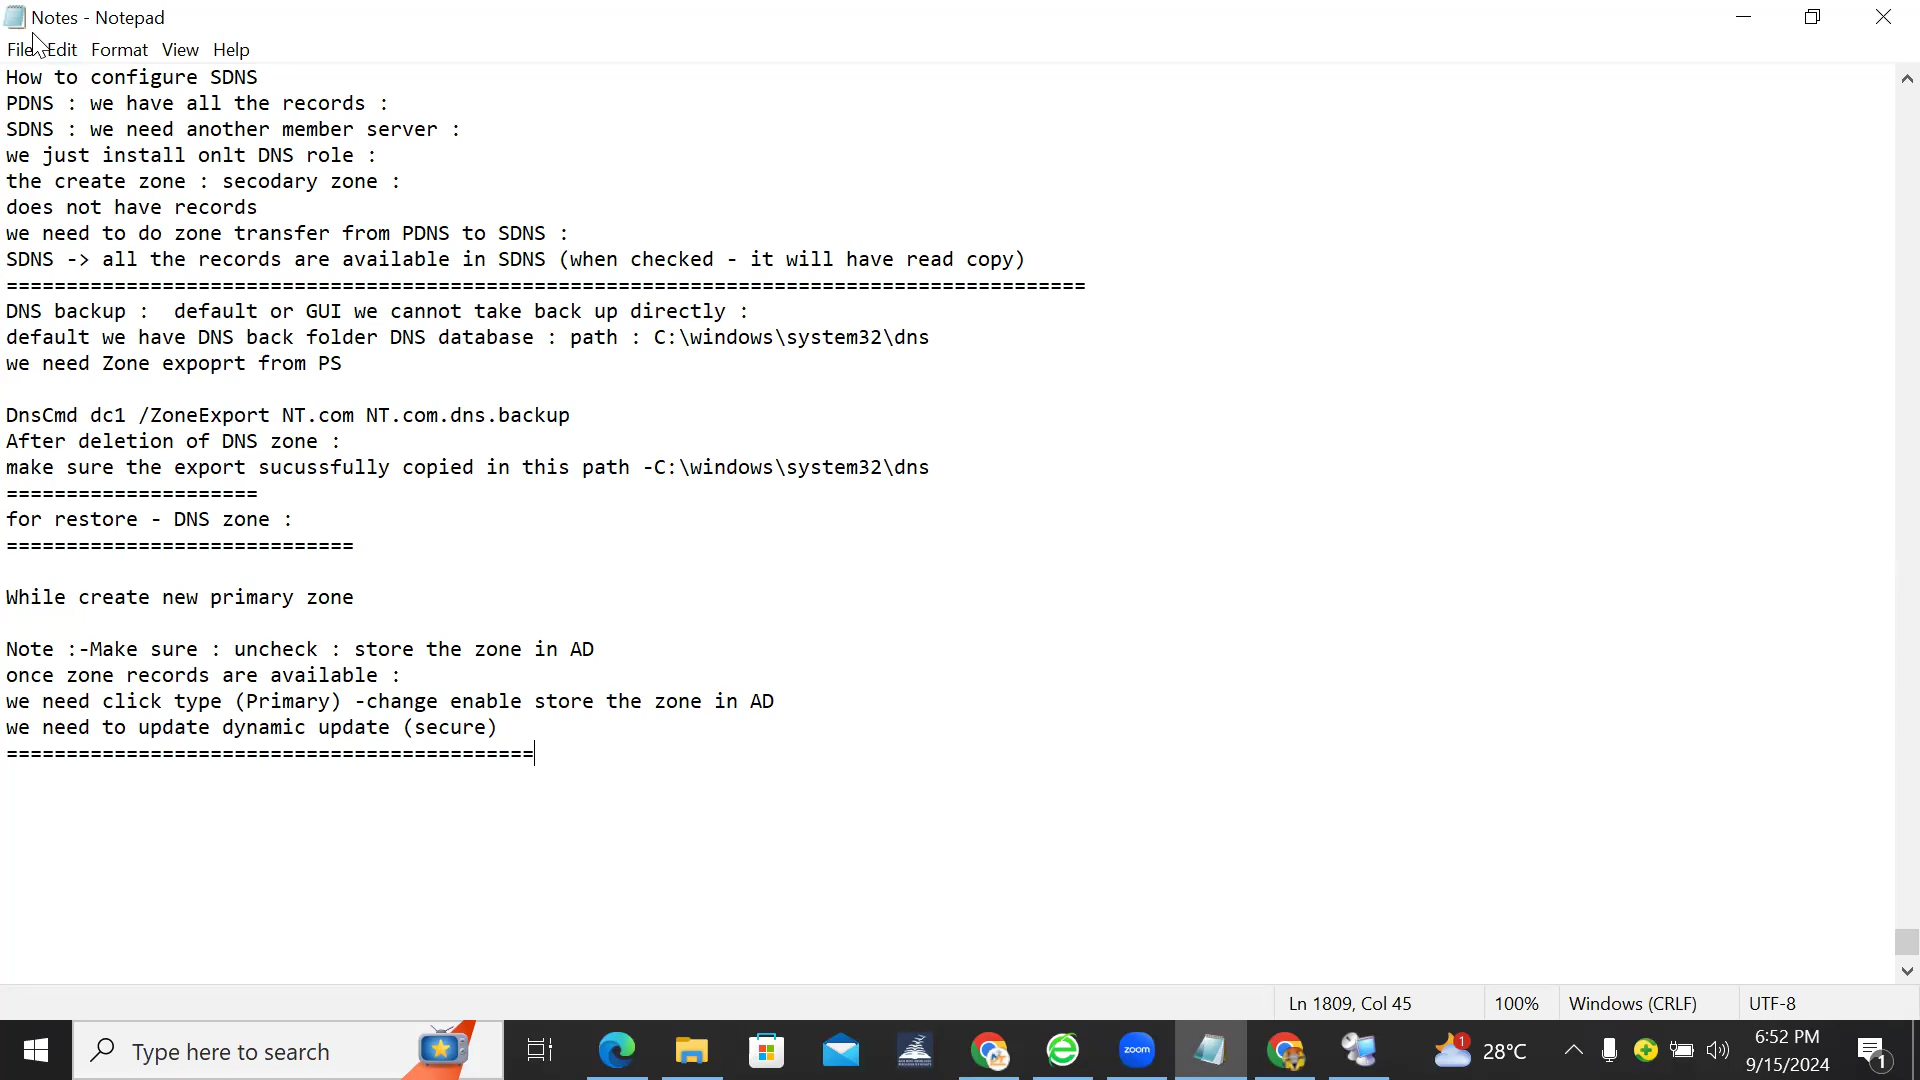 Notes - Notepad
File Edit Format View Help
How to configure SDNS
PDNS : we have all the records :
SDNS : we need another member server :
we just install onlt DNS role :
the create zone : secodary zone :
does not have records
we need to do zone transfer from PDNS to SDNS :
SDNS -> all the records are available in SDNS (when checked - it will have read copy)
==========================================================================================
DNS backup :  default or GUI we cannot take back up directly :
default we have DNS back folder DNS database : path : C:\windows\system32\dns
we need Zone expoprt from PS
DnsCmd dc1 /ZoneExport NT.com NT.com.dns.backup
After deletion of DNS zone :
make sure the export sucussfully copied in this path -C:\windows\system32\dns
=====================
for restore - DNS zone :
=============================
While create new primary zone
Note :-Make sure : uncheck : store the zone in AD
once zone records are available :
we need click type (Primary) -change enable store the zone in AD
we need to update dynamic update (secure)
============================================
Ln 1809, Col 45 100% Windows (CRLF) UTF-8
Type here to search
zoom
1
28°C
6:52 PM
9/15/2024
1